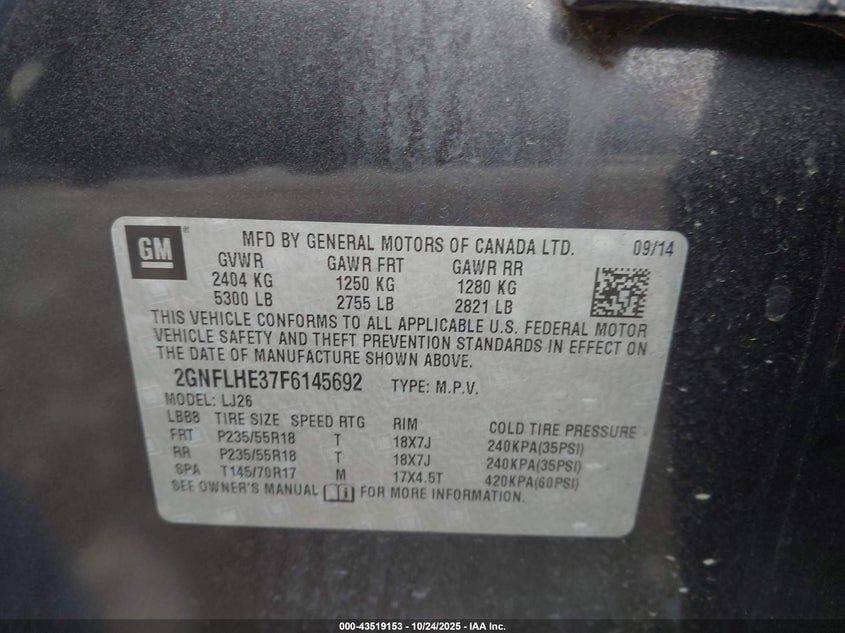 GM ® MFD BY GENERAL MOTORS OF CANADA LTD. 09/14
GVWR GAWR FRT GAWR RR
2404 KG 1250 KG 1280 KG
5300 LB 2755 LB 2821 LB
THIS VEHICLE CONFORMS TO ALL APPLICABLE U.S. FEDERAL MOTOR
VEHICLE SAFETY AND THEFT PREVENTION STANDARDS IN EFFECT ON
THE DATE OF MANUFACTURE SHOWN ABOVE.
2GNFLHE37F6145692 TYPE: M.P.V.
MODEL: LJ26
LBB8 TIRE SIZE SPEED RTG RIM COLD TIRE PRESSURE
FRT P235/55R18 T 18X7J 240KPA(35PSI)
RR P235/55R18 T 18X7J 240KPA(35PSI)
SPA T145/70R17 M 17X4.5T 420KPA(60PSI)
SEE OWNER'S MANUAL FOR MORE INFORMATION.
000-43519153 - 10/24/2025 - IAA Inc.